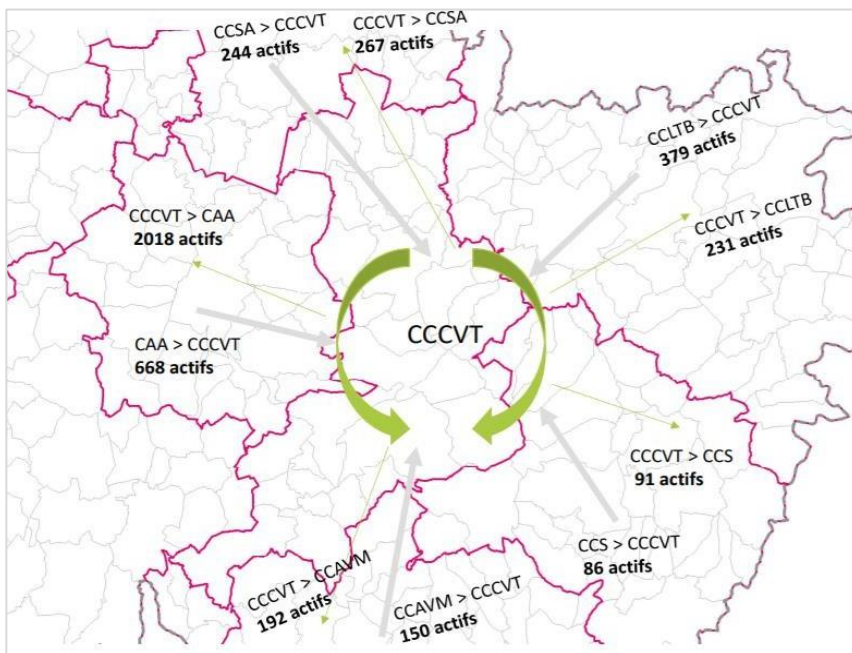 CCSA > CCCVT
244 actifs
CCCVT > CCSA
267 actifs
CCLTB > CCCVT
379 actifs
CCCVT > CAA
2018 actifs
CCCVT > CCLTB
231 actifs
CCCVT
CAA > CCCVT
668 actifs
CCCVT > CCS
91 actifs
CCS > CCCVT
86 actifs
CCCVT > CCAVM
192 actifs
CCAVM > CCCVT
150 actifs